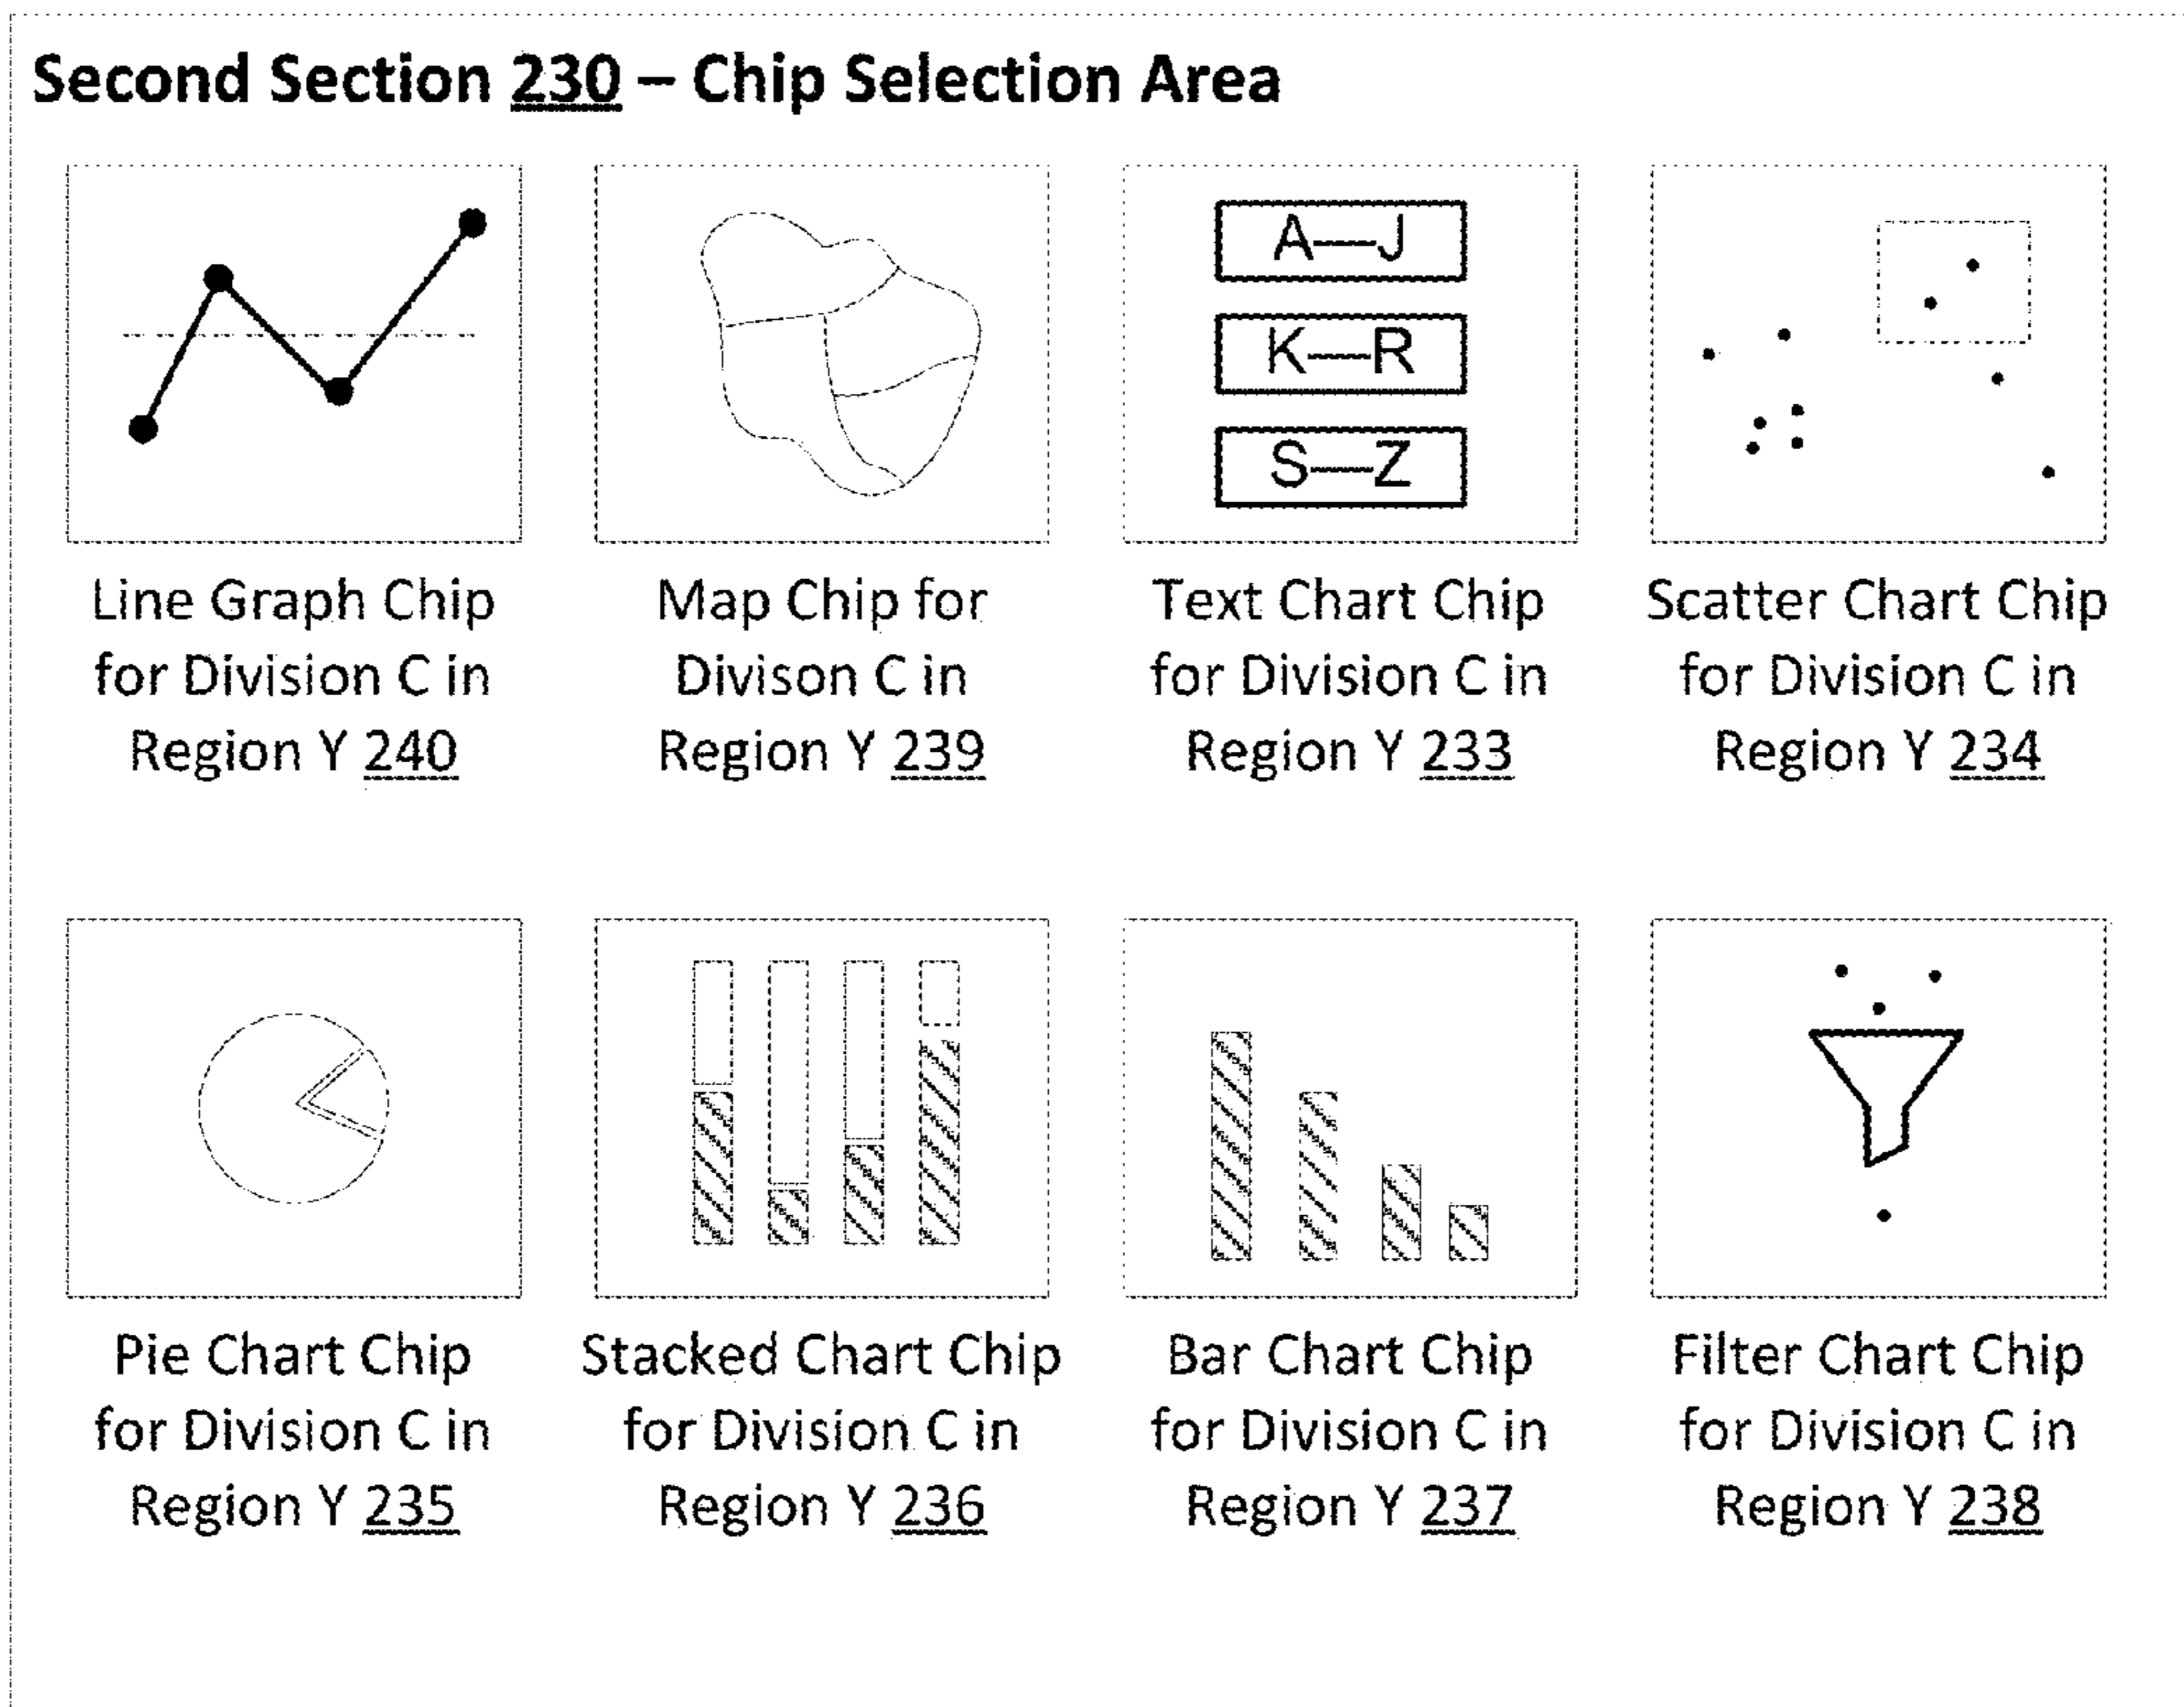 Second Section 230 – Chip Selection Area
A—J
K—R
S—Z
Line Graph Chip
for Division C in
Region Y 240
Map Chip for
Divison C in
Region Y 239
Text Chart Chip
for Division C in
Region Y 233
Scatter Chart Chip
for Division C in
Region Y 234
Pie Chart Chip
for Division C in
Region Y 235
Stacked Chart Chip
for Division C in
Region Y 236
Bar Chart Chip
for Division C in
Region Y 237
Filter Chart Chip
for Division C in
Region Y 238